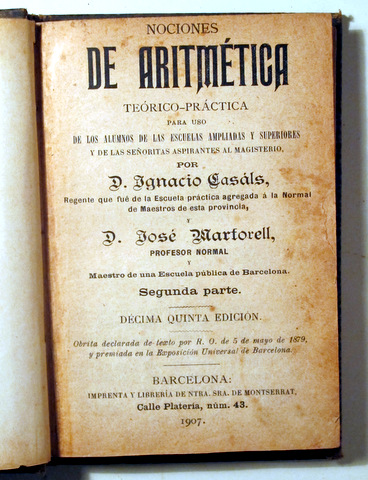 NOCIONES
DE ARITMÉTICA
TEÓRICO-PRÁCTICA
PARA USO
DE LOS ALUMNOS DE LAS ESCUELAS AMPLIADAS Y SUPERIORES
Y DE LAS SEÑORITAS ASPIRANTES AL MAGISTERIO,
POR
D. Ignacio Casáls,
Regente que fué de la Escuela práctica agregada á la Normal
de Maestros de esta provincia,
Y
D. José Martorell,
PROFESOR NORMAL
Y
Maestro de una Escuela pública de Barcelona.
Segunda parte.
DÉCIMA QUINTA EDICIÓN.
Obrita declarada de texto por R. O. de 5 de mayo de 1879,
y premiada en la Exposición Universal de Barcelona.
BARCELONA:
IMPRENTA Y LIBRERÍA DE NTRA. SRA. DE MONTSERRAT,
Calle Platería, núm. 43.
1907.